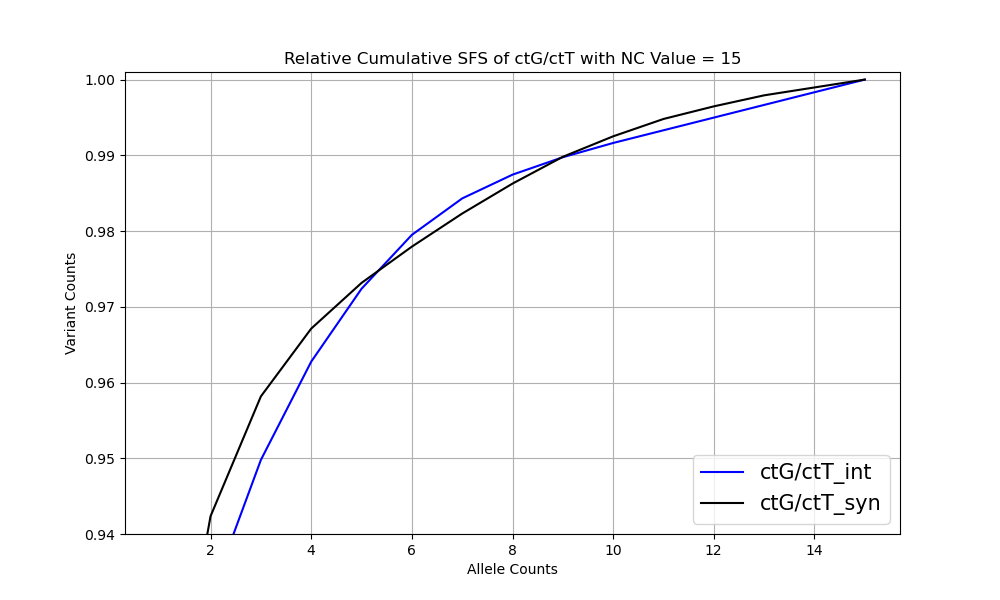 Relative Cumulative SFS of ctG/ctT with NC Value = 15
1.00
0.99
0.98
0.97
0.96
0.95
0.94
Variant Counts
ctG/ctT_int
ctG/ctT_syn
2 4 6 8 10 12 14
Allele Counts